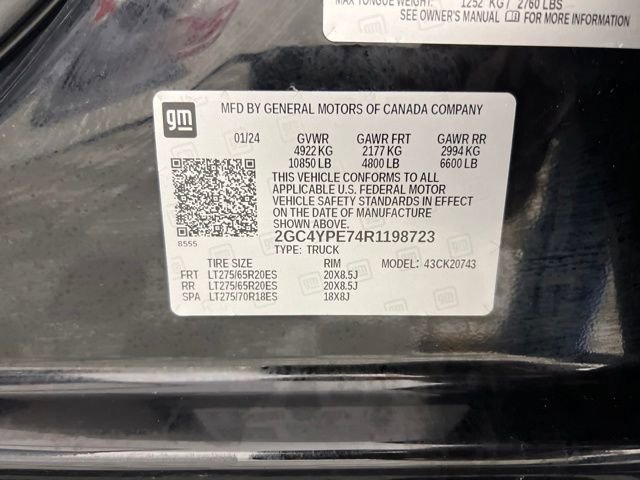 MAX TONGUE WEIGHT: 1252 KG / 2760 LBS
SEE OWNER'S MANUAL FOR MORE INFORMATION
gm
MFD BY GENERAL MOTORS OF CANADA COMPANY
01/24 GVWR GAWR FRT GAWR RR
4922 KG 2177 KG 2994 KG
10850 LB 4800 LB 6600 LB
THIS VEHICLE CONFORMS TO ALL
APPLICABLE U.S. FEDERAL MOTOR
VEHICLE SAFETY STANDARDS IN EFFECT
ON THE DATE OF MANUFACTURE SHOWN ABOVE.
2GC4YPE74R1198723
8555 TYPE: TRUCK
TIRE SIZE RIM MODEL: 43CK20743
FRT LT275/65R20ES 20X8.5J
RR LT275/65R20ES 20X8.5J
SPA LT275/70R18ES 18X8J